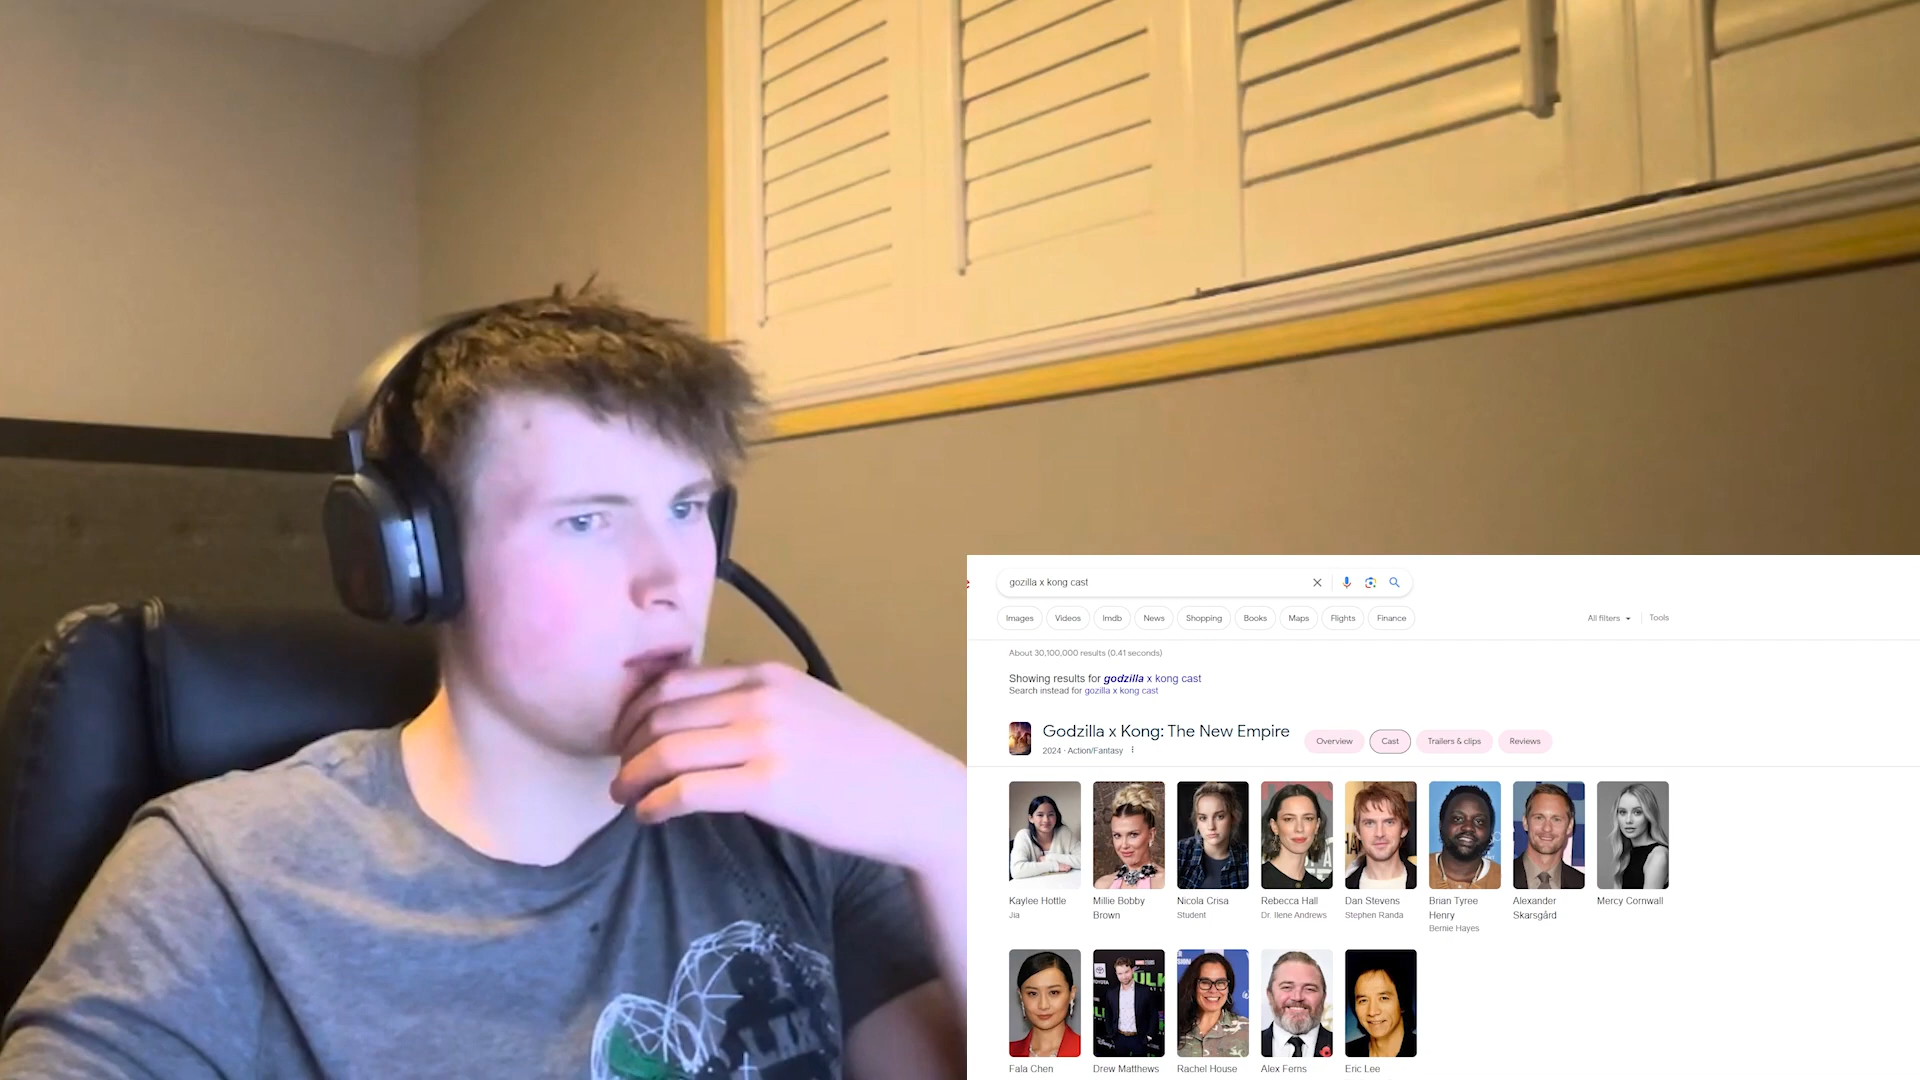 gozilla x kong cast
Images Videos Imdb News Shopping Books Maps Flights Finance All filters Tools
About 30,100,000 results (0.41 seconds)
Showing results for godzilla x kong cast
Search instead for gozilla x kong cast
Godzilla x Kong: The New Empire
2024 · Action/Fantasy
Overview Cast Trailers & clips Reviews
Kaylee Hottle
Jia
Millie Bobby
Brown
Nicola Crisa
Student
Rebecca Hall
Dr. Ilene Andrews
Dan Stevens
Stephen Randa
Brian Tyree
Henry
Bernie Hayes
Alexander
Skarsgård
Mercy Cornwall
Fala Chen
Drew Matthews
Rachel House
Alex Ferns
Eric Lee